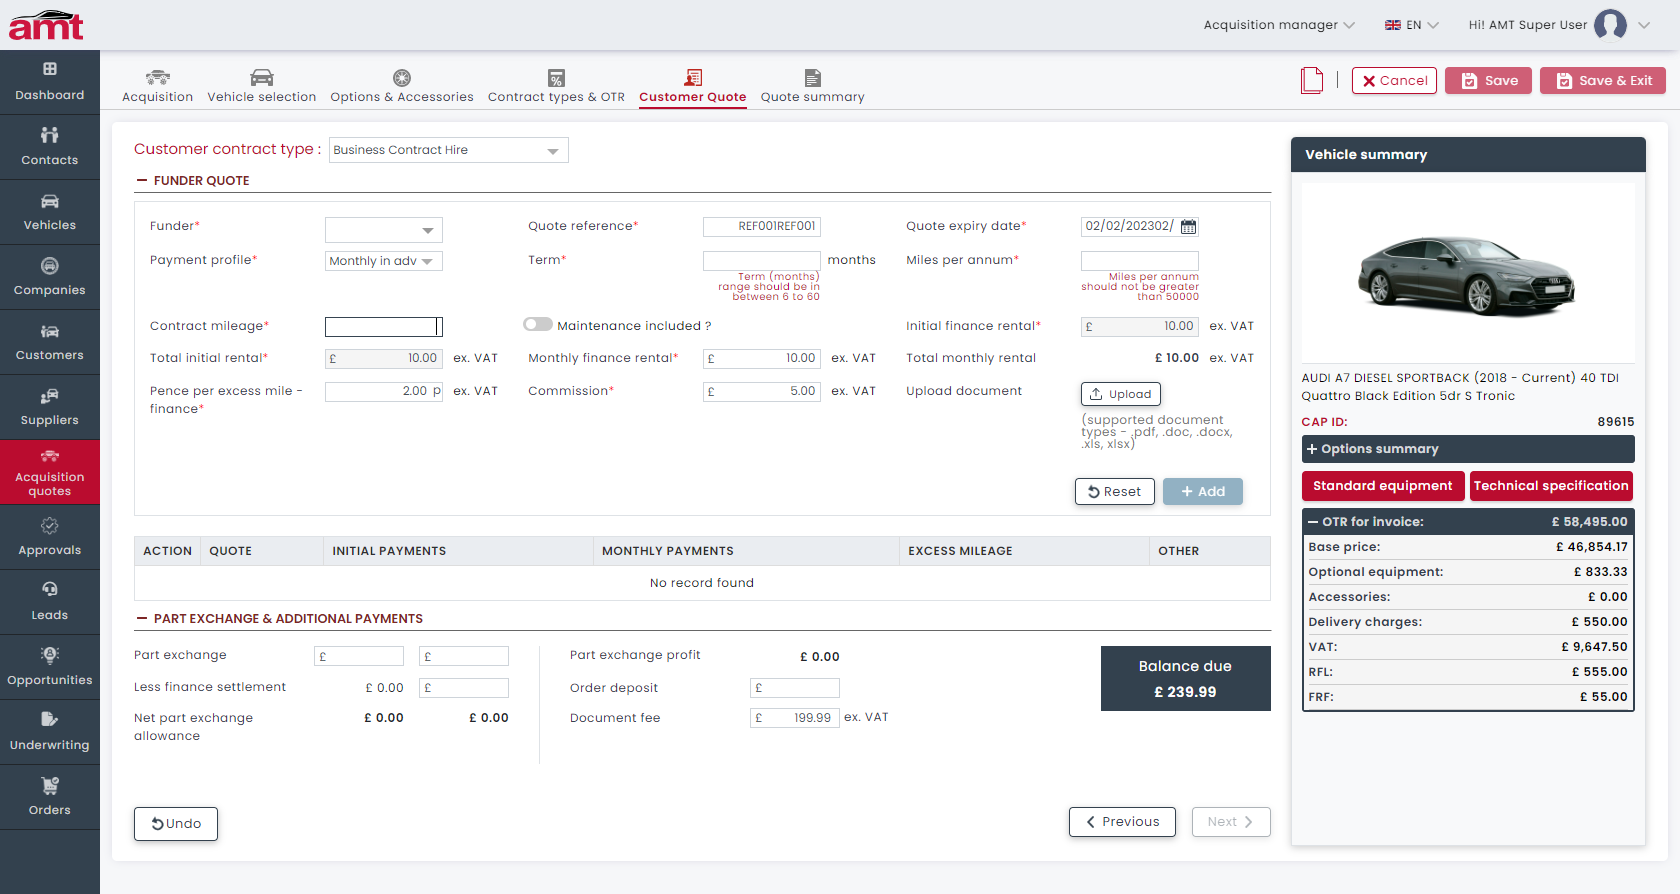 amt
Acquisition manager
EN
Hi! AMT Super User
Dashboard
Contacts
Vehicles
Companies
Customers
Suppliers
Acquisition
quotes
Approvals
Leads
Opportunities
Underwriting
Orders
Acquisition
Vehicle selection
Options & Accessories
Contract types & OTR
Customer Quote
Quote summary
Cancel
Save
Save & Exit
Customer contract type : Business Contract Hire
FUNDER QUOTE
Funder*
Quote reference* REF001REF001
Quote expiry date* 02/02/202302/
Payment profile* Monthly in adv
Term* months
Term (months)
range should be in
between 6 to 60
Miles per annum*
Miles per annum
should not be greater
than 50000
Contract mileage*
Maintenance included ?
Initial finance rental* £ 10.00 ex. VAT
Total initial rental* £ 10.00 ex. VAT
Monthly finance rental* £ 10.00 ex. VAT
Total monthly rental £ 10.00 ex. VAT
Pence per excess mile -
finance*
2.00 p ex. VAT
Commission* £ 5.00 ex. VAT
Upload document
Upload
(supported document
types - .pdf, .doc, .docx,
.xls, xlsx)
Reset
+ Add
ACTION QUOTE INITIAL PAYMENTS MONTHLY PAYMENTS EXCESS MILEAGE OTHER
No record found
PART EXCHANGE & ADDITIONAL PAYMENTS
Part exchange £ £
Less finance settlement £ 0.00 £
Net part exchange
allowance
£ 0.00 £ 0.00
Part exchange profit £ 0.00
Order deposit £
Document fee £ 199.99 ex. VAT
Balance due
£ 239.99
Undo
Previous
Next
Vehicle summary
AUDI A7 DIESEL SPORTBACK (2018 - Current) 40 TDI
Quattro Black Edition 5dr S Tronic
CAP ID: 89615
+ Options summary
Standard equipment
Technical specification
OTR for invoice: £ 58,495.00
Base price: £ 46,854.17
Optional equipment: £ 833.33
Accessories: £ 0.00
Delivery charges: £ 550.00
VAT: £ 9,647.50
RFL: £ 555.00
FRF: £ 55.00